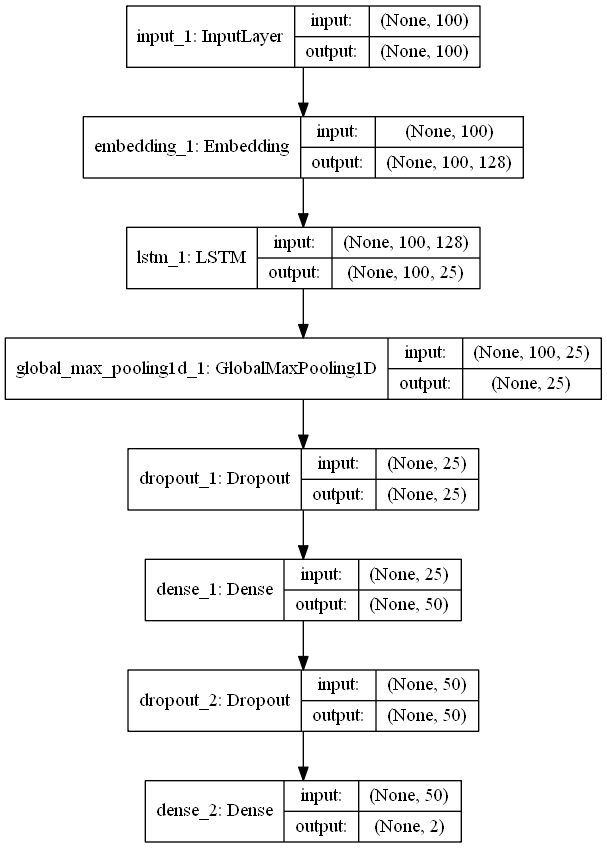 input_1: InputLayer
input: (None, 100)
output: (None, 100)
embedding_1: Embedding
input: (None, 100)
output: (None, 100, 128)
lstm_1: LSTM
input: (None, 100, 128)
output: (None, 100, 25)
global_max_pooling1d_1: GlobalMaxPooling1D
input: (None, 100, 25)
output: (None, 25)
dropout_1: Dropout
input: (None, 25)
output: (None, 25)
dense_1: Dense
input: (None, 25)
output: (None, 50)
dropout_2: Dropout
input: (None, 50)
output: (None, 50)
dense_2: Dense
input: (None, 50)
output: (None, 2)